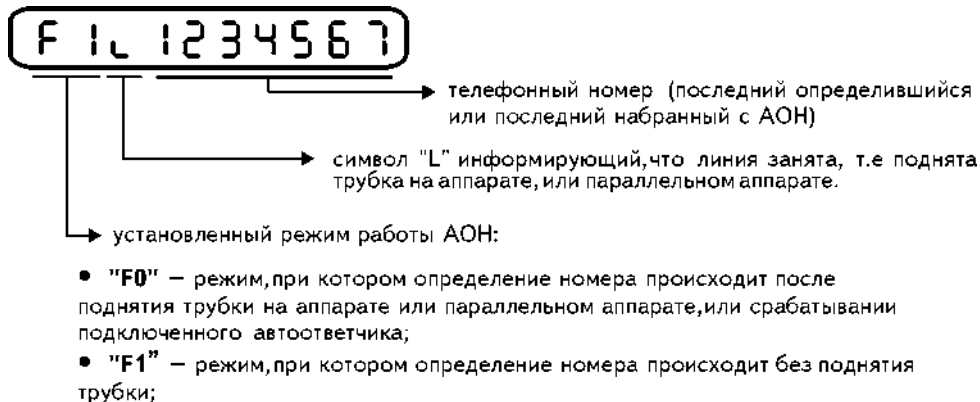 F 1L 1234567
телефонный номер (последний определившийся
или последний набранный с АОН)
символ "L" информирующий,что линия занята, т.е поднята
трубка на аппарате, или параллельном аппарате.
установленный режим работы АОН:
• "F0" – режим,при котором определение номера происходит после
поднятия трубки на аппарате или параллельном аппарате,или срабатывании
подключенного автоответчика;
• "F1" – режим,при котором определение номера происходит без поднятия
трубки;